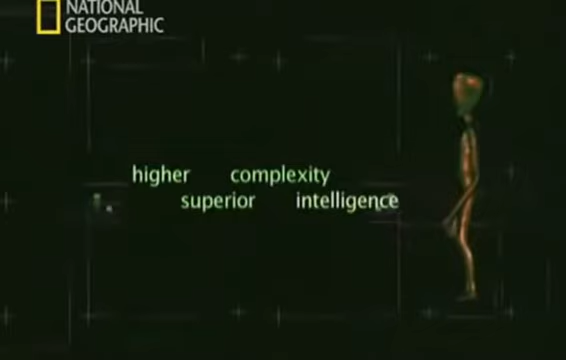 NATIONAL
GEOGRAPHIC
higher complexity
superior intelligence